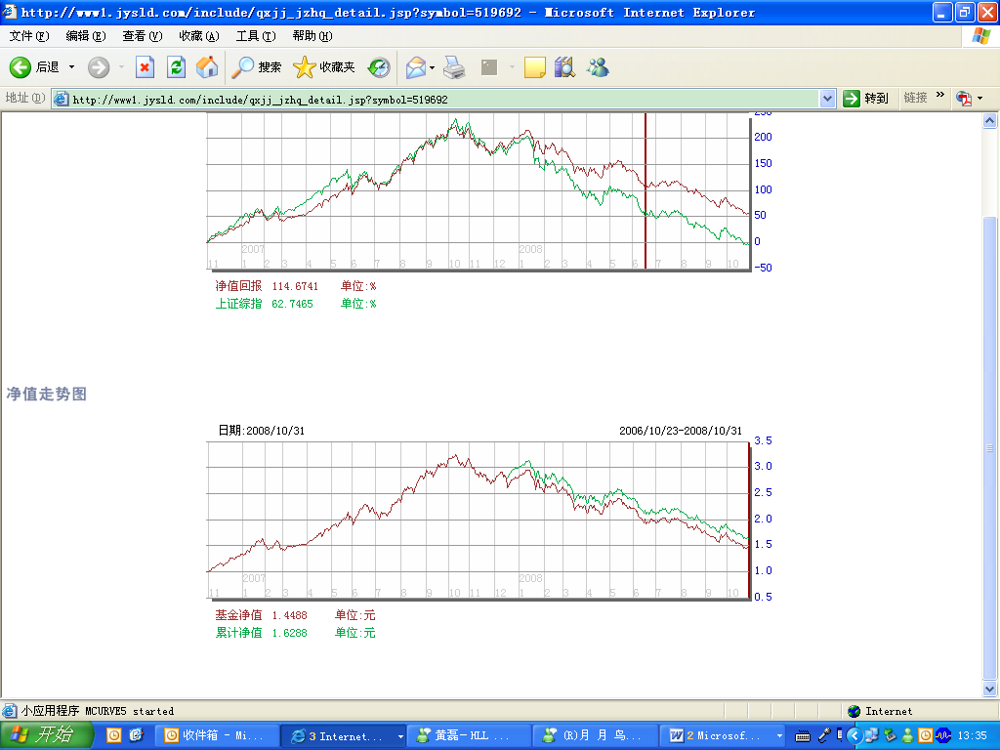 http://www1.jysld.com/include/qxjj_jzhq_detail.jsp?symbol=519692 - Microsoft Internet Explorer
文件(F) 编辑(E) 查看(V) 收藏(A) 工具(T) 帮助(H)
后退 搜索 收藏夹
地址(D) http://www1.jysld.com/include/qxjj_jzhq_detail.jsp?symbol=519692 转到 链接 »
250
200
150
100
50
0
-50
2007 2008
11 1 2 3 4 5 6 7 8 9 10 11 12 1 2 3 4 5 6 7 8 9 10
净值回报 114.6741 单位:%
上证综指 62.7465 单位:%
净值走势图
日期:2008/10/31 2006/10/23-2008/10/31
3.5
3.0
2.5
2.0
1.5
1.0
0.5
2007 2008
11 1 2 3 4 5 6 7 8 9 10 11 12 1 2 3 4 5 6 7 8 9 10
基金净值 1.4488 单位:元
累计净值 1.6288 单位:元
小应用程序 MCURVE5 started Internet
开始 收件箱 - Mi... 3 Internet... 黄磊-HLL ... (R)月 月 鸟... 2 Microsof... 13:35